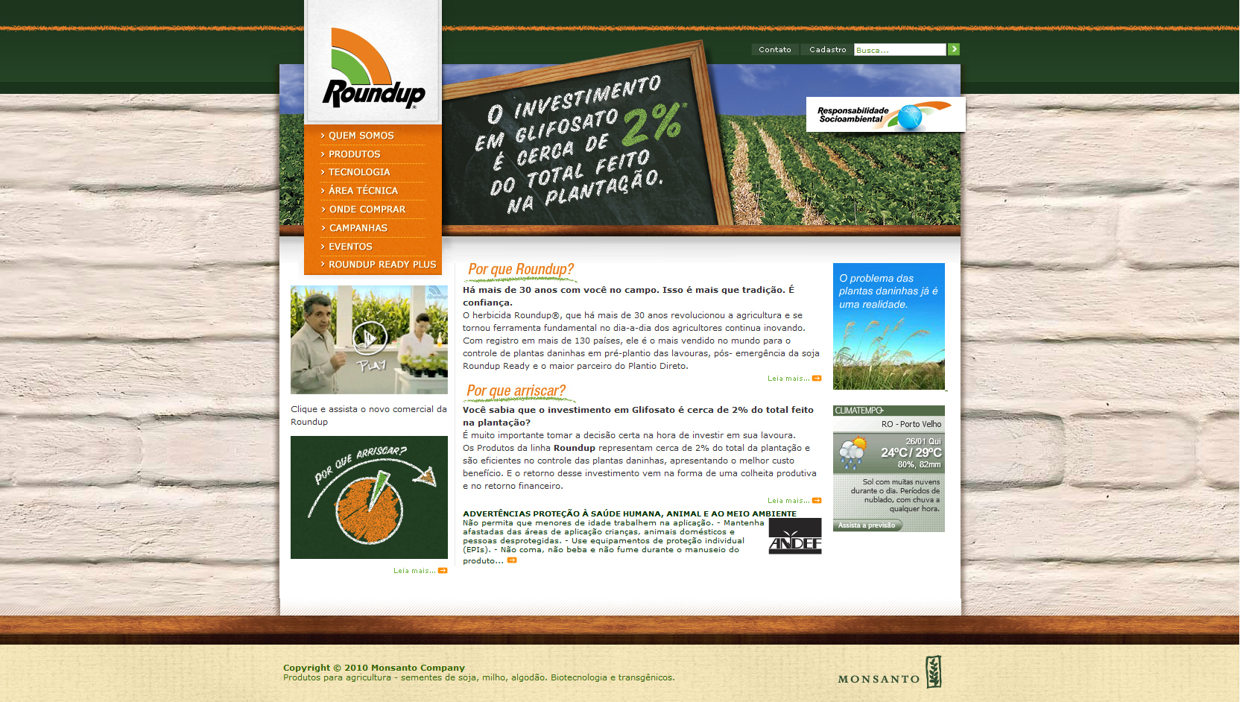 Contato
Cadastro
Busca...
Roundup
O INVESTIMENTO
EM GLIFOSATO
É CERCA DE 2%*
DO TOTAL FEITO
NA PLANTAÇÃO.
Responsabilidade
Socioambiental
› QUEM SOMOS
› PRODUTOS
› TECNOLOGIA
› ÁREA TÉCNICA
› ONDE COMPRAR
› CAMPANHAS
› EVENTOS
› ROUNDUP READY PLUS
PLAY
Clique e assista o novo comercial da
Roundup
POR QUE ARRISCAR?
Leia mais...
Por que Roundup?
Há mais de 30 anos com você no campo. Isso é mais que tradição. É
confiança.
O herbicida Roundup®, que há mais de 30 anos revolucionou a agricultura e se
tornou ferramenta fundamental no dia-a-dia dos agricultores continua inovando.
Com registro em mais de 130 países, ele é o mais vendido no mundo para o
controle de plantas daninhas em pré-plantio das lavouras, pós- emergência da soja
Roundup Ready e o maior parceiro do Plantio Direto.
Leia mais...
Por que arriscar?
Você sabia que o investimento em Glifosato é cerca de 2% do total feito
na plantação?
É muito importante tomar a decisão certa na hora de investir em sua lavoura.
Os Produtos da linha Roundup representam cerca de 2% do total da plantação e
são eficientes no controle das plantas daninhas, apresentando o melhor custo
benefício. E o retorno desse investimento vem na forma de uma colheita produtiva
e no retorno financeiro.
Leia mais...
ADVERTÊNCIAS PROTEÇÃO À SAÚDE HUMANA, ANIMAL E AO MEIO AMBIENTE
Não permita que menores de idade trabalhem na aplicação. - Mantenha
afastadas das áreas de aplicação crianças, animais domésticos e
pessoas desprotegidas. - Use equipamentos de proteção individual
(EPIs). - Não coma, não beba e não fume durante o manuseio do
produto...
ANDEF
O problema das
plantas daninhas já é
uma realidade.
CLIMATEMPO
RO - Porto Velho
26/01 Qui
24ºC / 29ºC
80%, 82mm
Sol com muitas nuvens
durante o dia. Períodos de
nublado, com chuva a
qualquer hora.
Assista a previsão
Copyright © 2010 Monsanto Company
Produtos para agricultura - sementes de soja, milho, algodão. Biotecnologia e transgênicos.
MONSANTO